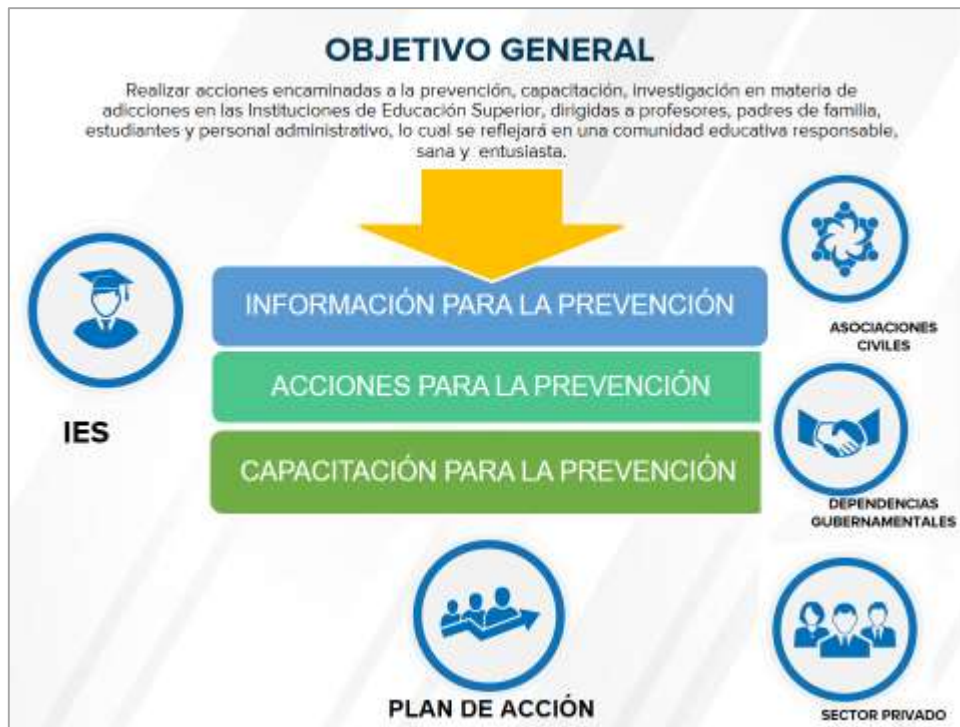 OBJETIVO GENERAL
Realizar acciones encaminadas a la prevención, capacitación, investigación en materia de
adicciones en las Instituciones de Educación Superior, dirigidas a profesores, padres de familia,
estudiantes y personal administrativo, lo cual se reflejará en una comunidad educativa responsable,
sana y entusiasta.
INFORMACIÓN PARA LA PREVENCIÓN
ACCIONES PARA LA PREVENCIÓN
CAPACITACIÓN PARA LA PREVENCIÓN
IES
ASOCIACIONES
CIVILES
DEPENDENCIAS
GUBERNAMENTALES
SECTOR PRIVADO
PLAN DE ACCIÓN